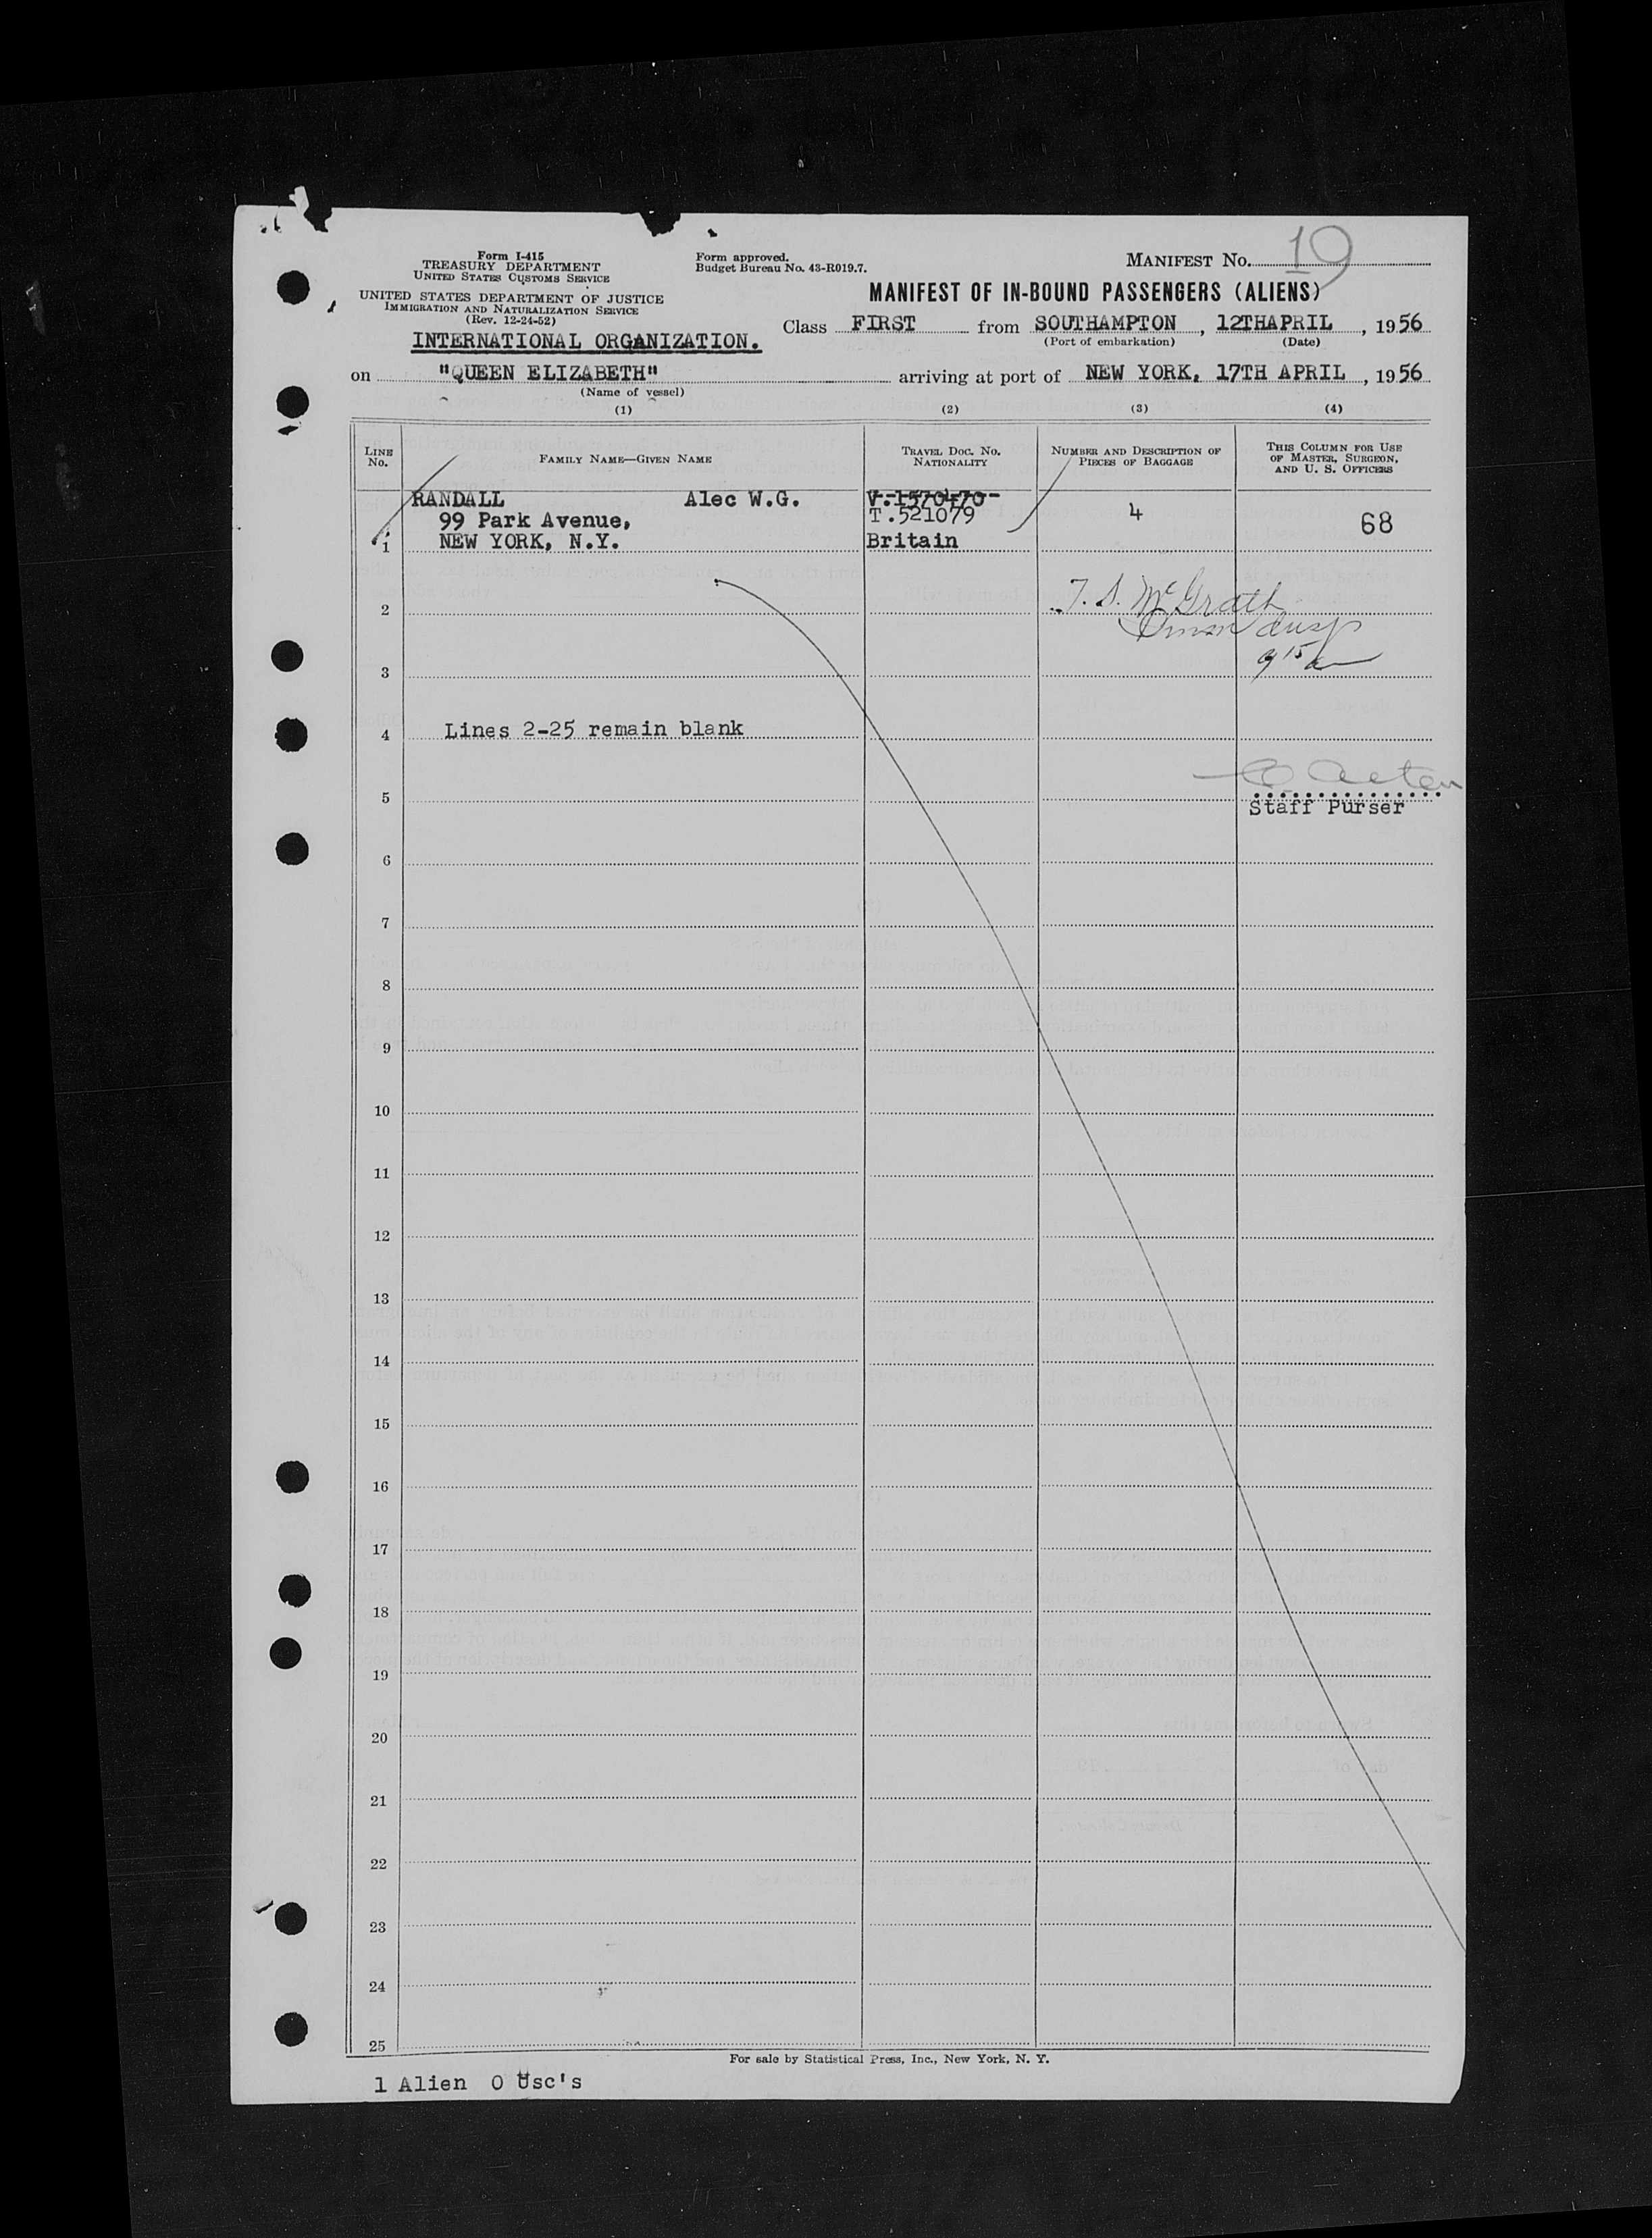 Form I-415
TREASURY DEPARTMENT
UNITED STATES CUSTOMS SERVICE
UNITED STATES DEPARTMENT OF JUSTICE
IMMIGRATION AND NATURALIZATION SERVICE
(Rev. 12-24-52)
INTERNATIONAL ORGANIZATION.
Form approved.
Budget Bureau No. 43-R019.7.
MANIFEST No. 19
MANIFEST OF IN-BOUND PASSENGERS (ALIENS)
Class FIRST from SOUTHAMPTON, 12THAPRIL, 1956
(Port of embarkation) (Date)
on "QUEEN ELIZABETH" arriving at port of NEW YORK, 17TH APRIL, 1956
(Name of vessel)
(1) (2) (3) (4)
LINE No. FAMILY NAME—GIVEN NAME TRAVEL DOC. No. NATIONALITY NUMBER AND DESCRIPTION OF PIECES OF BAGGAGE THIS COLUMN FOR USE OF MASTER, SURGEON, AND U. S. OFFICERS
RANDALL Alec W.G. V.1570470
99 Park Avenue, T.521079 4 68
1 NEW YORK, N.Y. Britain
2 T. S. McGrath
3 9 15 a
4 Lines 2-25 remain blank
5 Staff Purser
6
7
8
9
10
11
12
13
14
15
16
17
18
19
20
21
22
23
24
25
For sale by Statistical Press, Inc., New York, N. Y.
1 Alien 0 Usc's